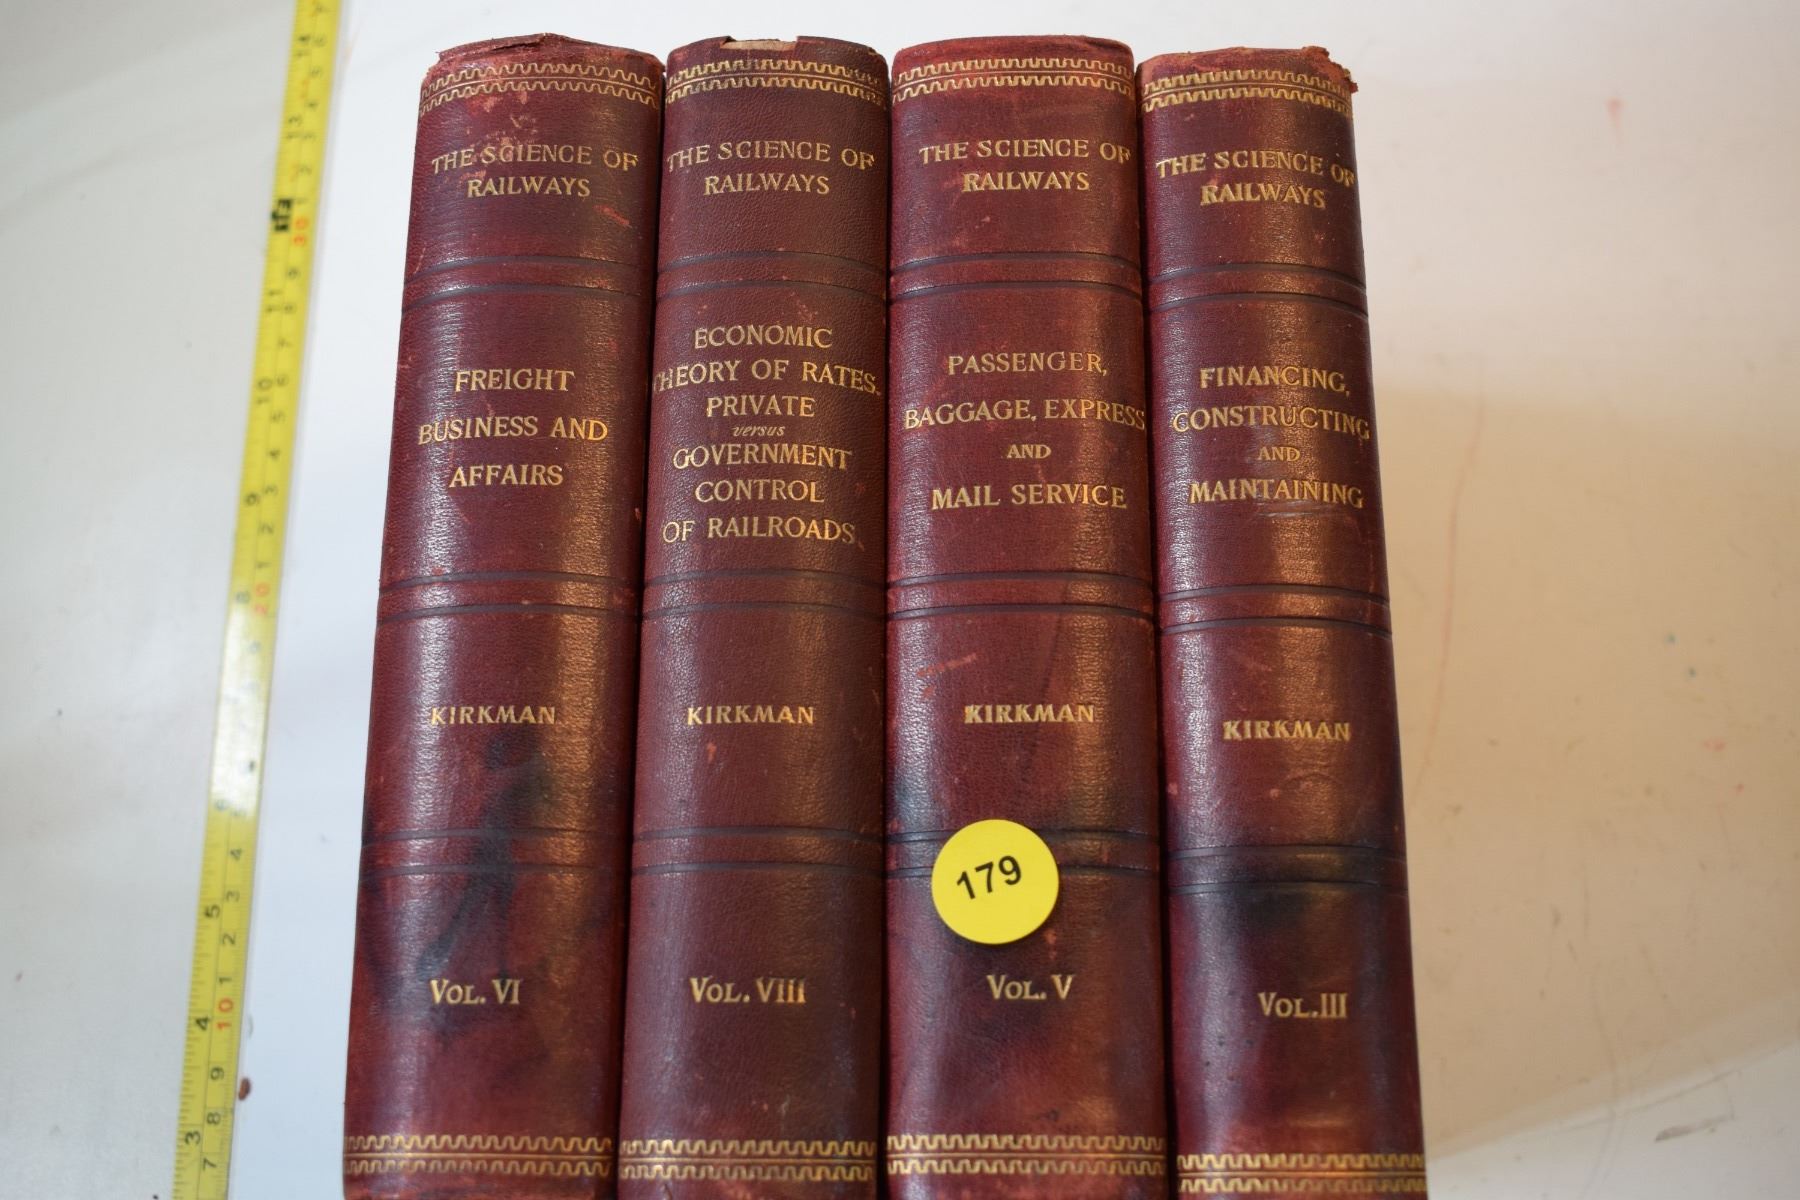 THE SCIENCE OF
RAILWAYS
FREIGHT
BUSINESS AND
AFFAIRS
KIRKMAN
VOL. VI
THE SCIENCE OF
RAILWAYS
ECONOMIC
THEORY OF RATES.
PRIVATE
versus
GOVERNMENT
CONTROL
OF RAILROADS.
KIRKMAN
VOL. VIII
THE SCIENCE OF
RAILWAYS
PASSENGER,
BAGGAGE, EXPRESS
AND
MAIL SERVICE
KIRKMAN
179
VOL. V
THE SCIENCE OF
RAILWAYS
FINANCING,
CONSTRUCTING
AND
MAINTAINING
KIRKMAN
VOL. III